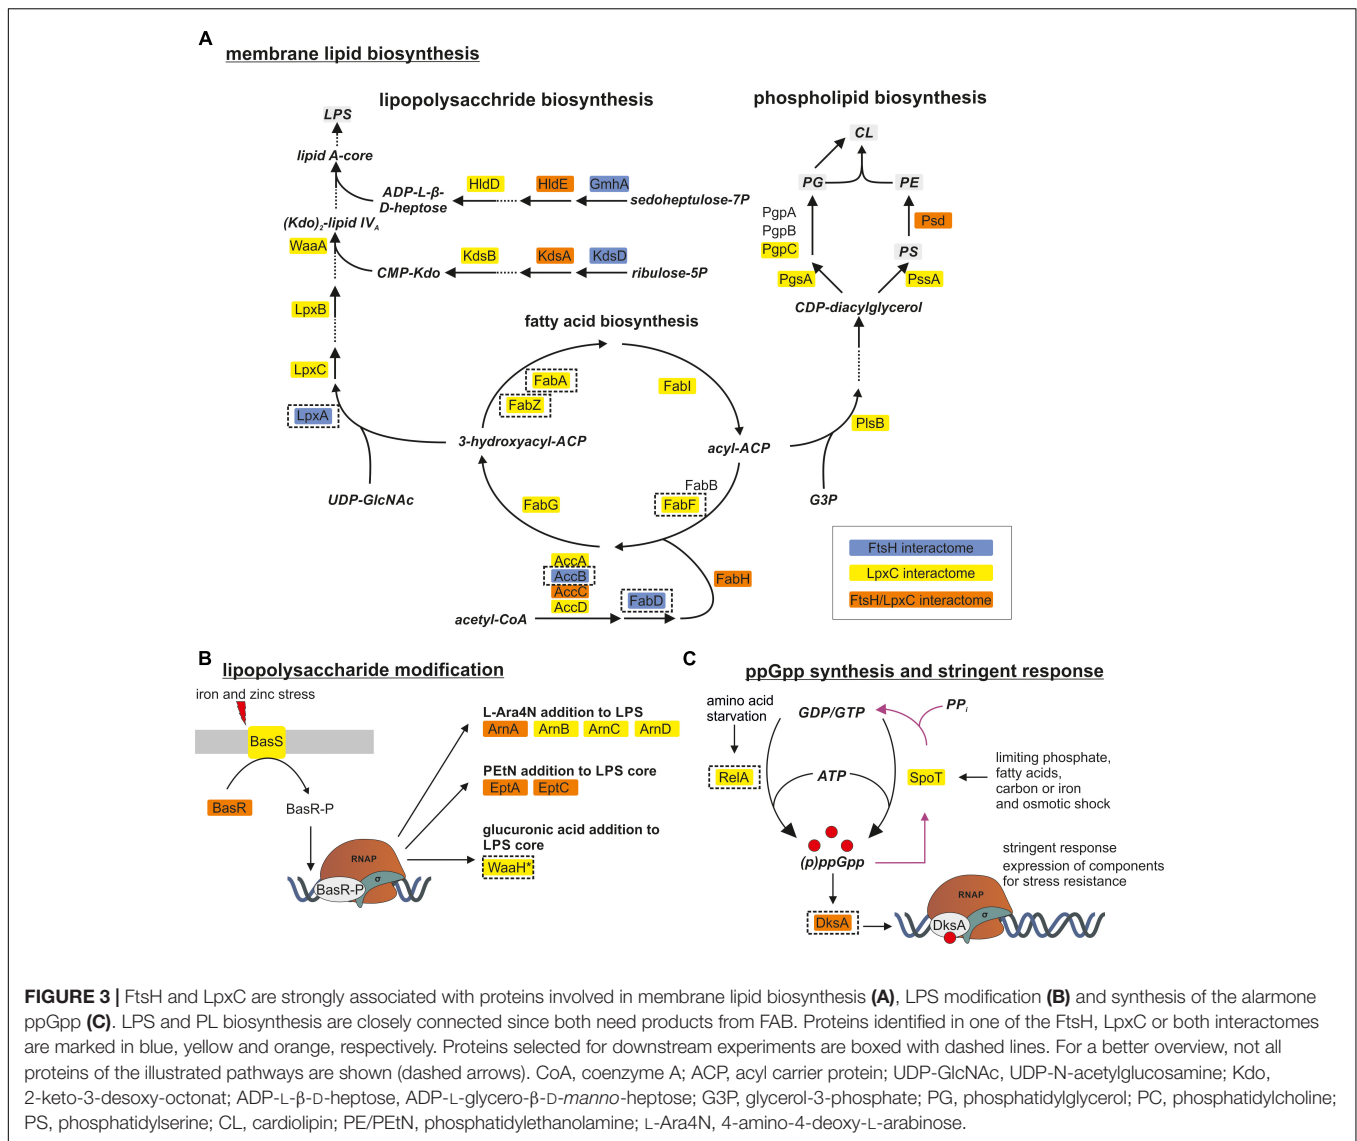 A
membrane lipid biosynthesis
lipopolysacchride biosynthesis
phospholipid biosynthesis
LPS
lipid A-core
ADP-L-β-
D-heptose
HldD
HldE
GmhA
sedoheptulose-7P
(Kdo)2-lipid IVA
WaaA
CMP-Kdo
KdsB
KdsA
KdsD
ribulose-5P
LpxB
LpxC
LpxA
UDP-GlcNAc
CL
PG
PE
PgpA
PgpB
PgpC
Psd
PS
PgsA
PssA
CDP-diacylglycerol
fatty acid biosynthesis
FabA
FabZ
FabI
3-hydroxyacyl-ACP
acyl-ACP
PlsB
G3P
FabG
FabB
FabF
AccA
AccB
AccC
AccD
FabD
FabH
acetyl-CoA
FtsH interactome
LpxC interactome
FtsH/LpxC interactome
B
lipopolysaccharide modification
iron and zinc stress
BasS
BasR
BasR-P
RNAP
σ
BasR-P
L-Ara4N addition to LPS
ArnA ArnB ArnC ArnD
PEtN addition to LPS core
EptA EptC
glucuronic acid addition to
LPS core
WaaH*
C
ppGpp synthesis and stringent response
amino acid
starvation
RelA
GDP/GTP
PPi
ATP
SpoT
limiting phosphate,
fatty acids,
carbon or iron
and osmotic shock
(p)ppGpp
DksA
stringent response
expression of components
for stress resistance
RNAP
σ
DksA
FIGURE 3 | FtsH and LpxC are strongly associated with proteins involved in membrane lipid biosynthesis (A), LPS modification (B) and synthesis of the alarmone
ppGpp (C). LPS and PL biosynthesis are closely connected since both need products from FAB. Proteins identified in one of the FtsH, LpxC or both interactomes
are marked in blue, yellow and orange, respectively. Proteins selected for downstream experiments are boxed with dashed lines. For a better overview, not all
proteins of the illustrated pathways are shown (dashed arrows). CoA, coenzyme A; ACP, acyl carrier protein; UDP-GlcNAc, UDP-N-acetylglucosamine; Kdo,
2-keto-3-desoxy-octonat; ADP-L-β-D-heptose, ADP-L-glycero-β-D-manno-heptose; G3P, glycerol-3-phosphate; PG, phosphatidylglycerol; PC, phosphatidylcholine;
PS, phosphatidylserine; CL, cardiolipin; PE/PEtN, phosphatidylethanolamine; L-Ara4N, 4-amino-4-deoxy-L-arabinose.